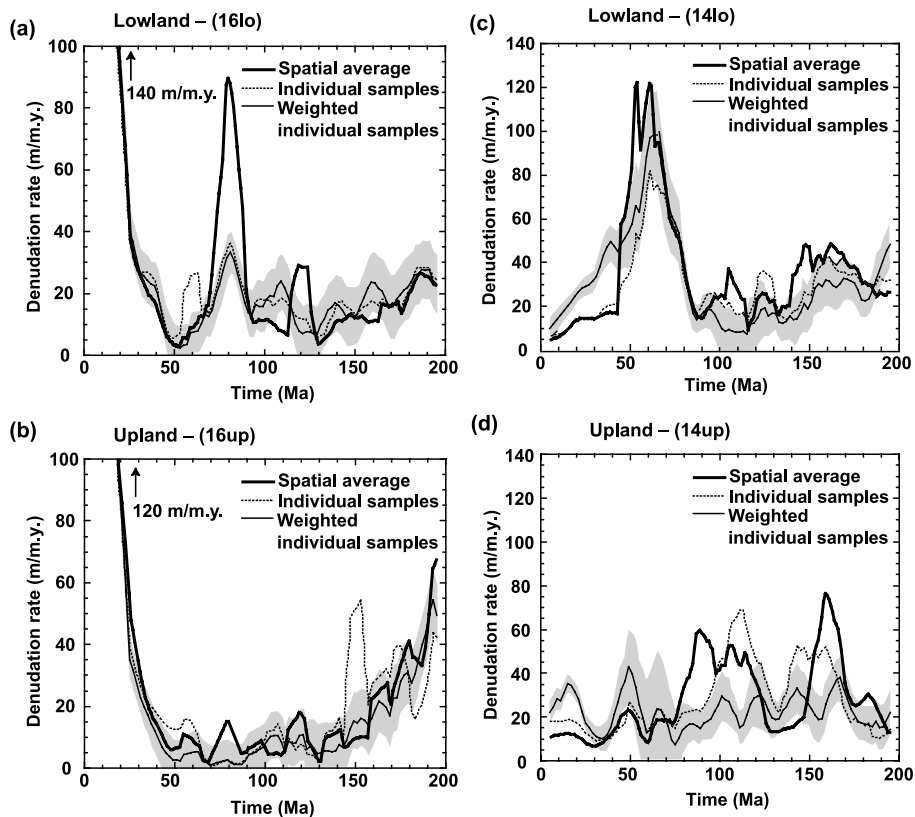 (a)
Lowland – (16lo)
100
80
60
40
20
0
Denudation rate (m/m.y.)
140 m/m.y.
Spatial average
Individual samples
Weighted
individual samples
0 50 100 150 200
Time (Ma)
(c)
Lowland – (14lo)
140
120
100
80
60
40
20
0
Denudation rate (m/m.y.)
Spatial average
Individual samples
Weighted
individual samples
0 50 100 150 200
Time (Ma)
(b)
Upland – (16up)
100
80
60
40
20
0
Denudation rate (m/m.y.)
120 m/m.y.
Spatial average
Individual samples
Weighted
individual samples
0 50 100 150 200
Time (Ma)
(d)
Upland – (14up)
140
120
100
80
60
40
20
0
Denudation rate (m/m.y.)
Spatial average
Individual samples
Weighted
individual samples
0 50 100 150 200
Time (Ma)